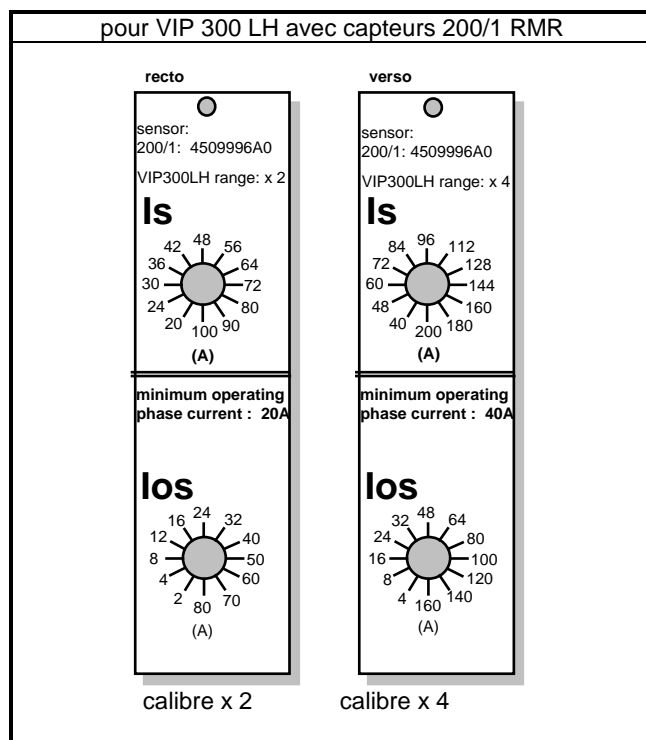 pour VIP 300 LH avec capteurs 200/1 RMR
recto
sensor:
200/1: 4509996A0
VIP300LH range: x 2
Is
48
42 56
36 64
30 72
24 80
20 90
100
(A)
minimum operating
phase current : 20A
Ios
24
16 32
12 40
8 50
4 60
2 70
80
(A)
calibre x 2
verso
sensor:
200/1: 4509996A0
VIP300LH range: x 4
Is
96
84 112
72 128
60 144
48 160
40 180
200
(A)
minimum operating
phase current : 40A
Ios
48
32 64
24 80
16 100
8 120
4 140
160
(A)
calibre x 4